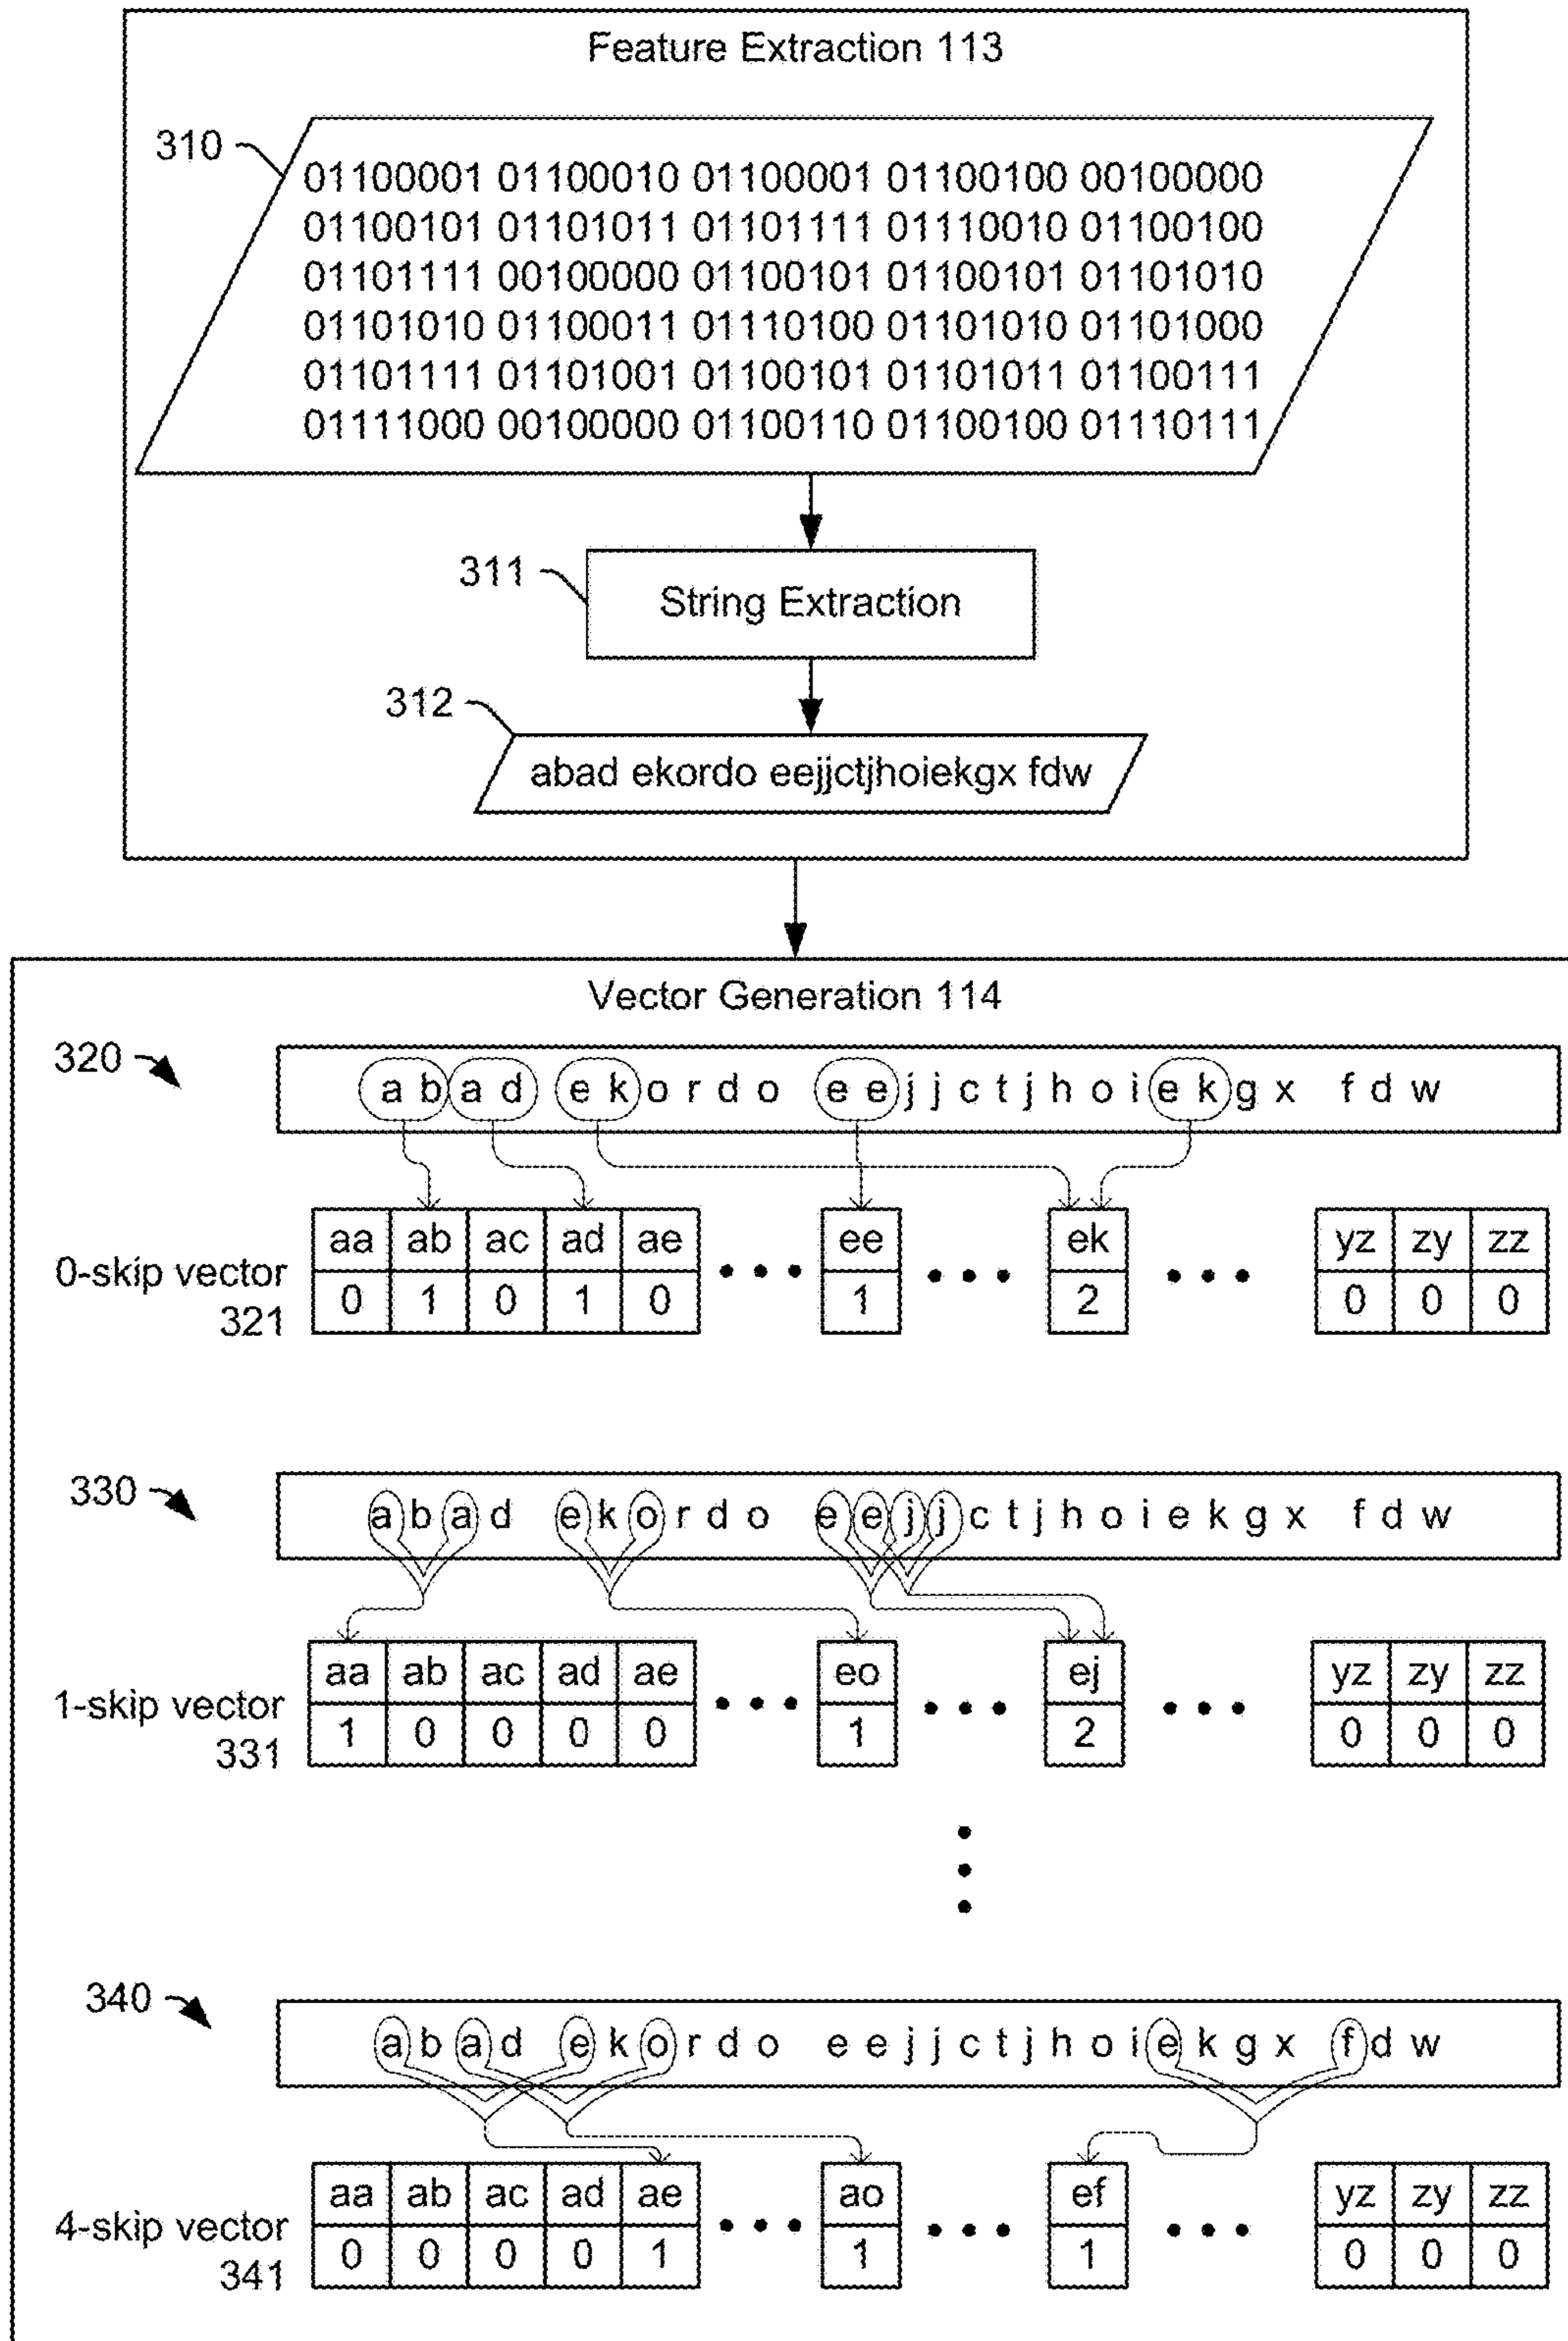 Feature Extraction 113
310
01100001 01100010 01100001 01100100 00100000
01100101 01101011 01101111 01110010 01100100
01101111 00100000 01100101 01100101 01101010
01101010 01100011 01110100 01101010 01101000
01101111 01101001 01100101 01101011 01100111
01111000 00100000 01100110 01100100 01110111
311
String Extraction
312
abad ekordo eejjctjhoiekgx fdw
Vector Generation 114
320
a b a d e k o r d o e e j j c t j h o i e k g x f d w
aa ab ac ad ae ee ek yz zy zz
0-skip vector
0 1 0 1 0 1 2 0 0 0
321
330
a b a d e k o r d o e e j j c t j h o i e k g x f d w
aa ab ac ad ae eo ej yz zy zz
1-skip vector
1 0 0 0 0 1 2 0 0 0
331
340
a b a d e k o r d o e e j j c t j h o i e k g x f d w
aa ab ac ad ae ao ef yz zy zz
4-skip vector
0 0 0 0 1 1 1 0 0 0
341